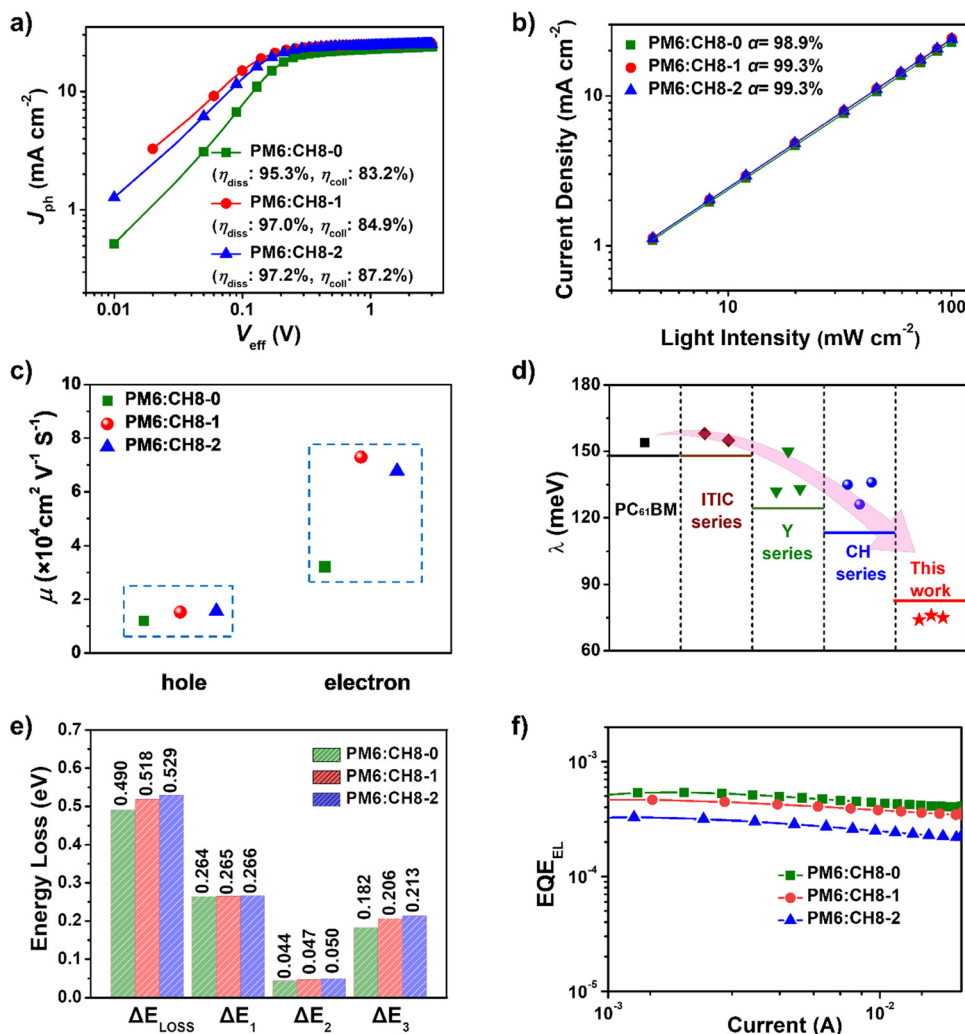 a)
10
1
J_ph (mA cm⁻²)
PM6:CH8-0
(η_diss: 95.3%, η_coll: 83.2%)
PM6:CH8-1
(η_diss: 97.0%, η_coll: 84.9%)
PM6:CH8-2
(η_diss: 97.2%, η_coll: 87.2%)
0.01 0.1 1
V_eff (V)
b)
PM6:CH8-0 α= 98.9%
PM6:CH8-1 α= 99.3%
PM6:CH8-2 α= 99.3%
10
1
Current Density (mA cm⁻²)
10 100
Light Intensity (mW cm⁻²)
c)
10
8
6
4
2
0
μ (×10⁴cm² V⁻¹ S⁻¹)
PM6:CH8-0
PM6:CH8-1
PM6:CH8-2
hole electron
d)
180
150
120
90
60
λ (meV)
PC₆₁BM
ITIC
series
Y
series
CH
series
This
work
e)
0.7
0.6
0.5
0.4
0.3
0.2
0.1
0.0
Energy Loss (eV)
PM6:CH8-0
PM6:CH8-1
PM6:CH8-2
0.490
0.518
0.529
0.264
0.265
0.266
0.044
0.047
0.050
0.182
0.206
0.213
ΔE_LOSS ΔE₁ ΔE₂ ΔE₃
f)
10⁻³
10⁻⁴
10⁻⁵
EQE_EL
PM6:CH8-0
PM6:CH8-1
PM6:CH8-2
10⁻³ 10⁻²
Current (A)